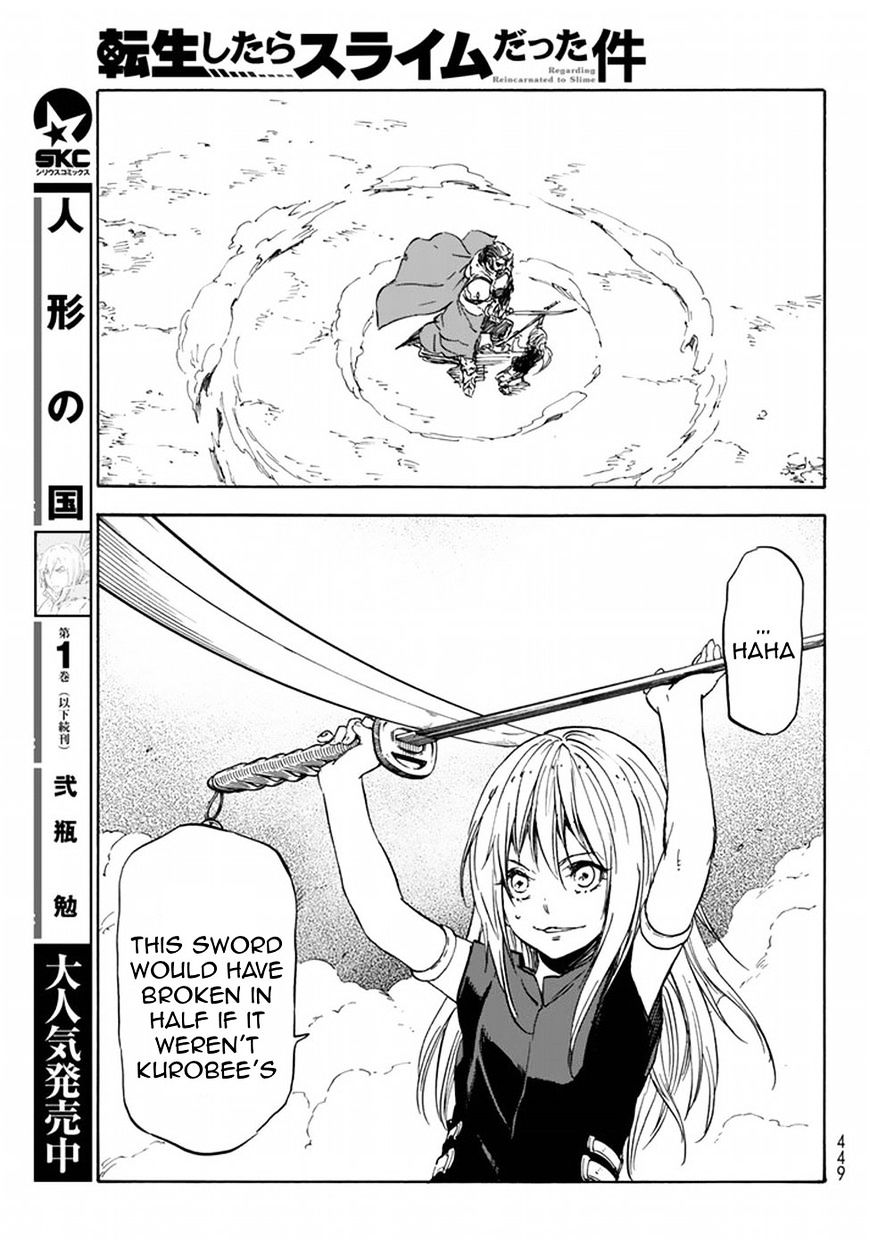 転生したらスライムだった件
Regarding
Reincarnated to Slime
SKC
シリウスコミックス
人形の国
第1巻(以下続刊)
弐瓶勉
大人気発売中
...
HAHA
THIS SWORD
WOULD HAVE
BROKEN IN
HALF IF IT
WEREN'T
KUROBEE'S
449